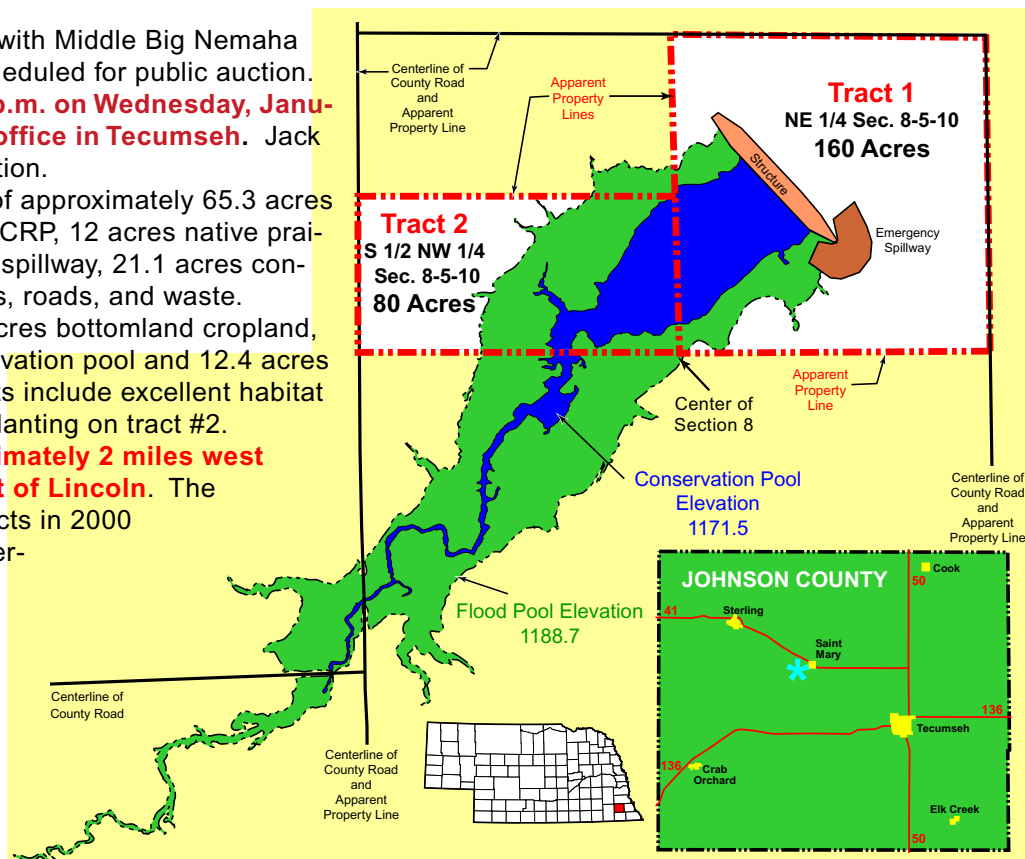 with Middle Big Nemaha
eduled for public auction.
p.m. on Wednesday, Janu-
office in Tecumseh. Jack
tion.
of approximately 65.3 acres
CRP, 12 acres native prai-
spillway, 21.1 acres con-
s, roads, and waste.
cres bottomland cropland,
rvation pool and 12.4 acres
ts include excellent habitat
lanting on tract #2.
imately 2 miles west
t of Lincoln. The
cts in 2000
er-
Centerline of
County Road
and
Apparent
Property Line
Apparent
Property
Lines
Tract 1
NE 1/4 Sec. 8-5-10
160 Acres
Structure
Emergency
Spillway
Tract 2
S 1/2 NW 1/4
Sec. 8-5-10
80 Acres
Apparent
Property
Line
Center of
Section 8
Conservation Pool
Elevation
1171.5
Centerline of
County Road
and
Apparent
Property Line
Flood Pool Elevation
1188.7
Centerline of
County Road
Centerline of
County Road
and
Apparent
Property Line
JOHNSON COUNTY
50
Cook
41
Sterling
Saint
Mary
*
136
Tecumseh
136
Crab
Orchard
Elk Creek
50